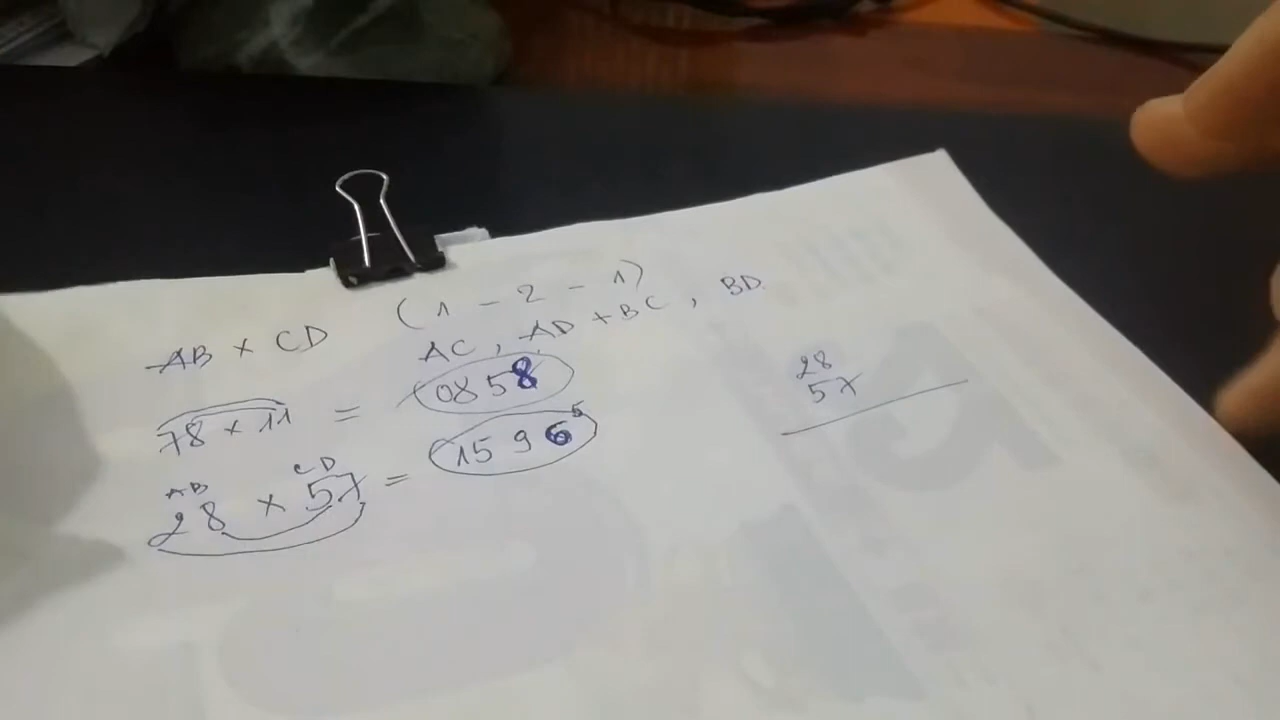 AB x CD (1 - 2 - 1)
AC, AD + BC, BD
78 x 11 = 0858
5
28 x 57 = 1596
AB CD
28
57